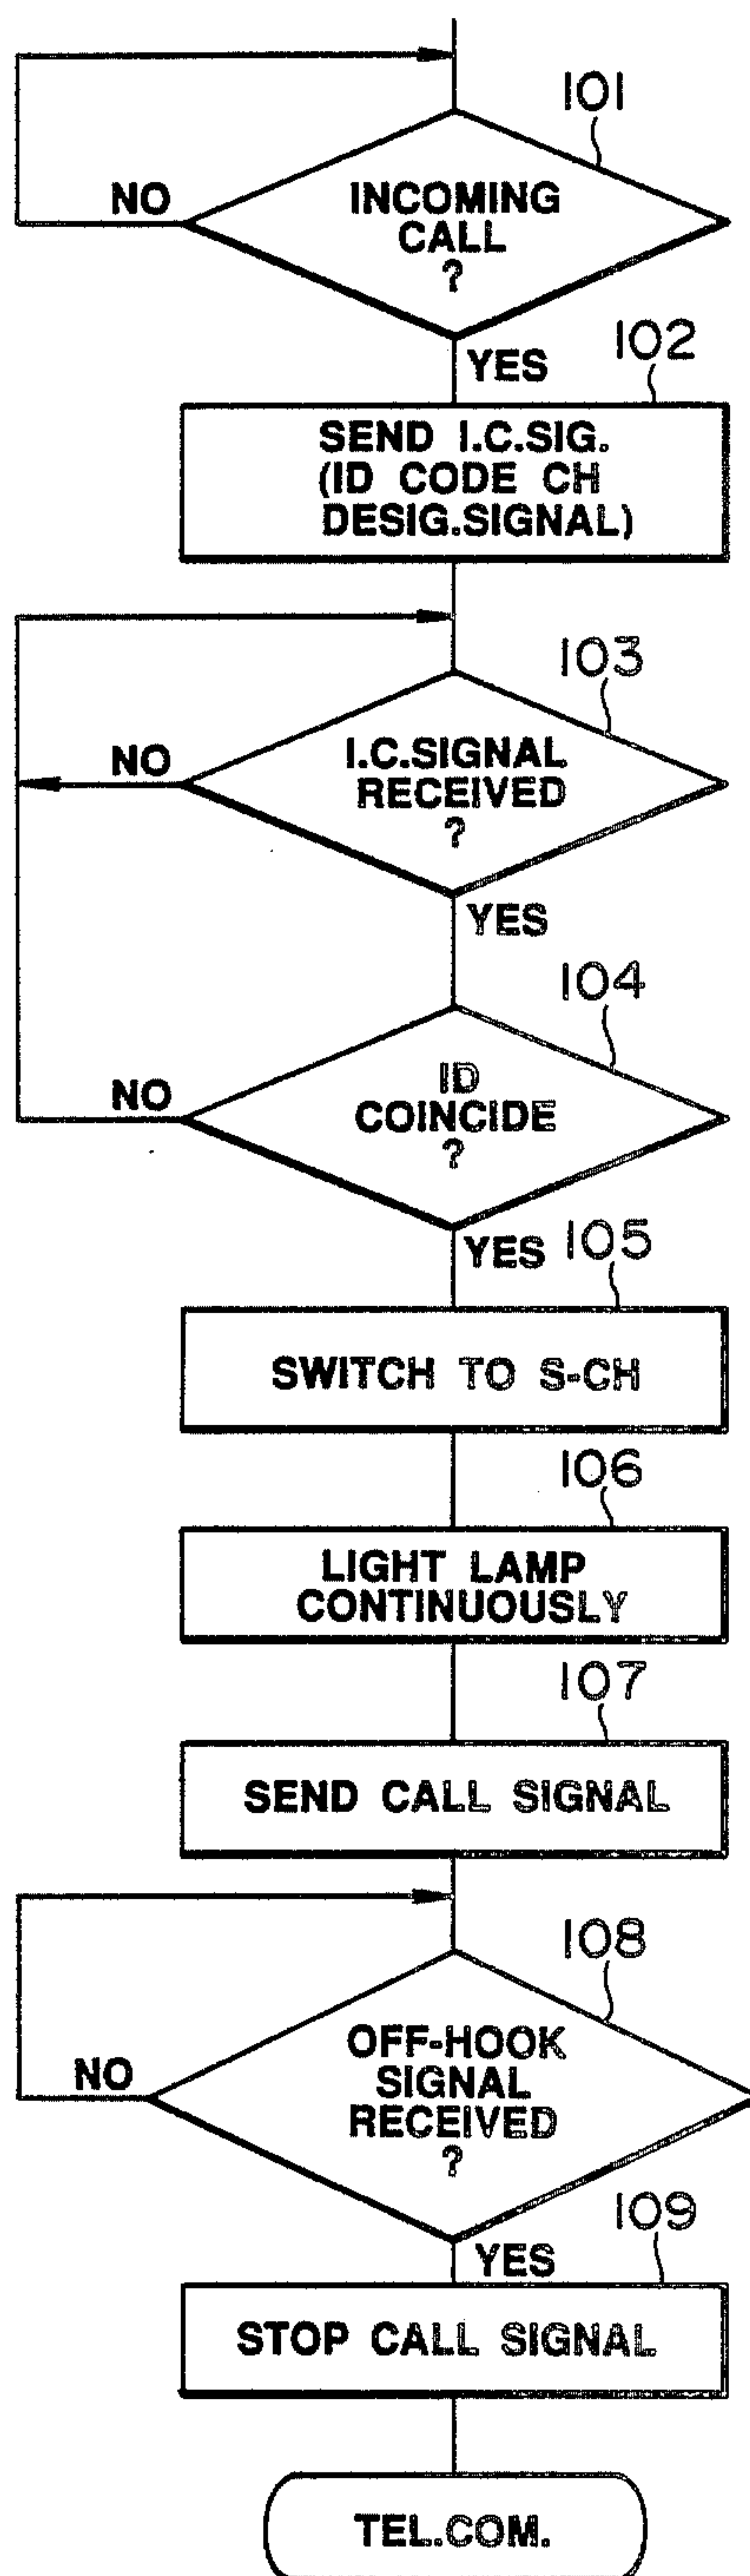 101
INCOMING
CALL
?
NO
YES
102
SEND I.C.SIG.
(ID CODE CH
DESIG.SIGNAL)
103
I.C.SIGNAL
RECEIVED
?
NO
YES
104
ID
COINCIDE
?
NO
YES
105
SWITCH TO S-CH
106
LIGHT LAMP
CONTINUOUSLY
107
SEND CALL SIGNAL
108
OFF-HOOK
SIGNAL
RECEIVED
?
NO
YES
109
STOP CALL SIGNAL
TEL.COM.